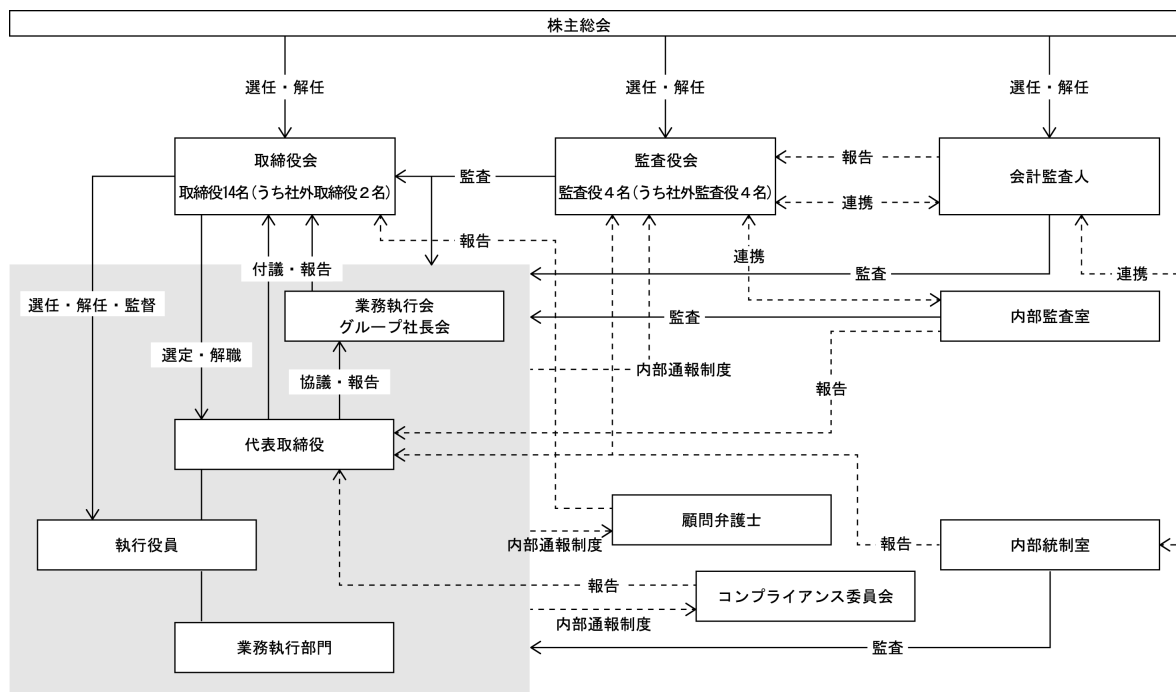 株主総会
選任・解任
選任・解任
選任・解任
取締役会
取締役14名(うち社外取締役2名)
監査
監査役会
監査役4名(うち社外監査役4名)
報告
連携
会計監査人
報告
連携
監査
連携
付議・報告
選任・解任・監督
業務執行会
グループ社長会
監査
内部監査室
選定・解職
内部通報制度
協議・報告
報告
代表取締役
顧問弁護士
執行役員
内部通報制度
報告
内部統制室
報告
コンプライアンス委員会
内部通報制度
業務執行部門
監査